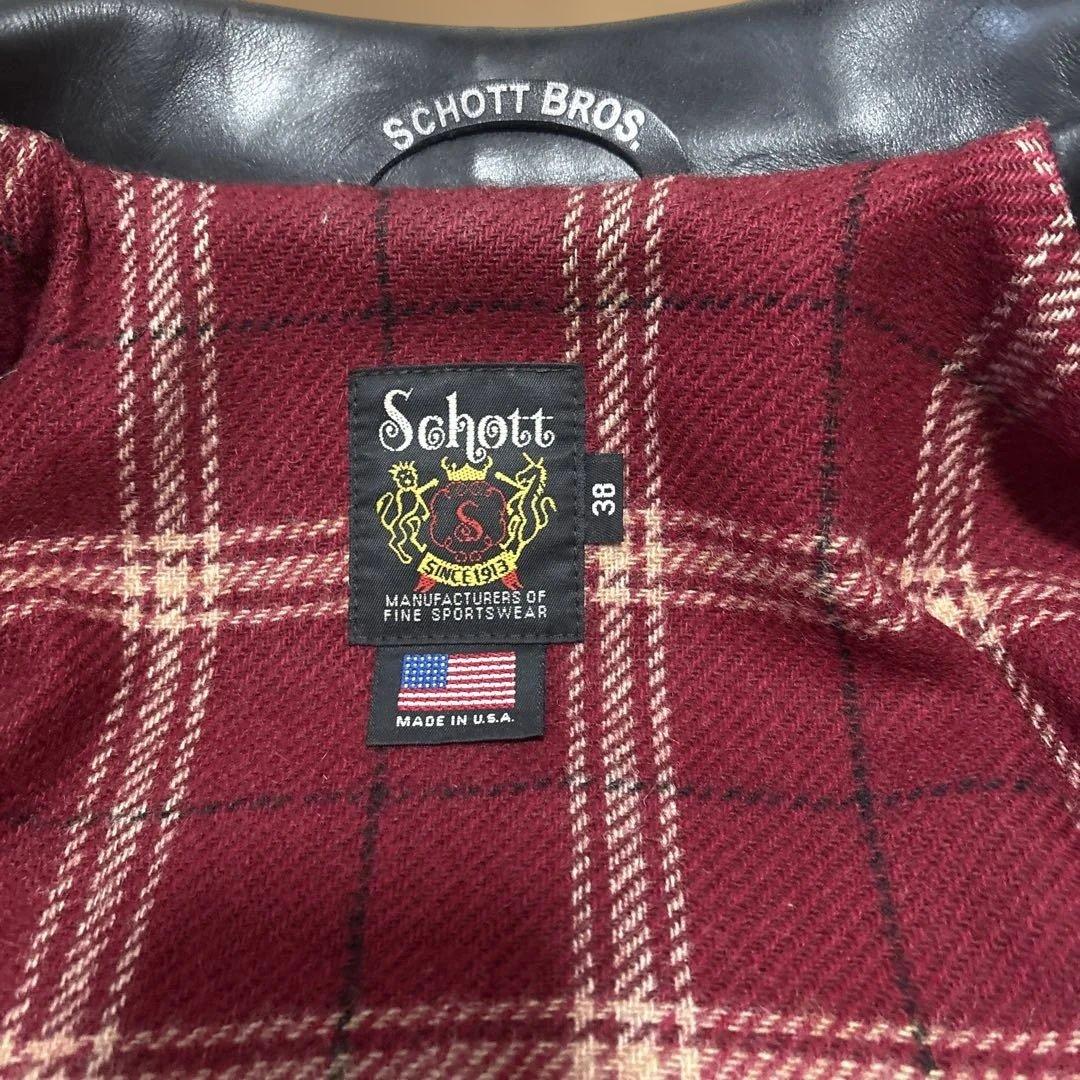 SCHOTT BROS.
Schott
S
SINCE 1913
MANUFACTURERS OF
FINE SPORTSWEAR
38
MADE IN U.S.A.